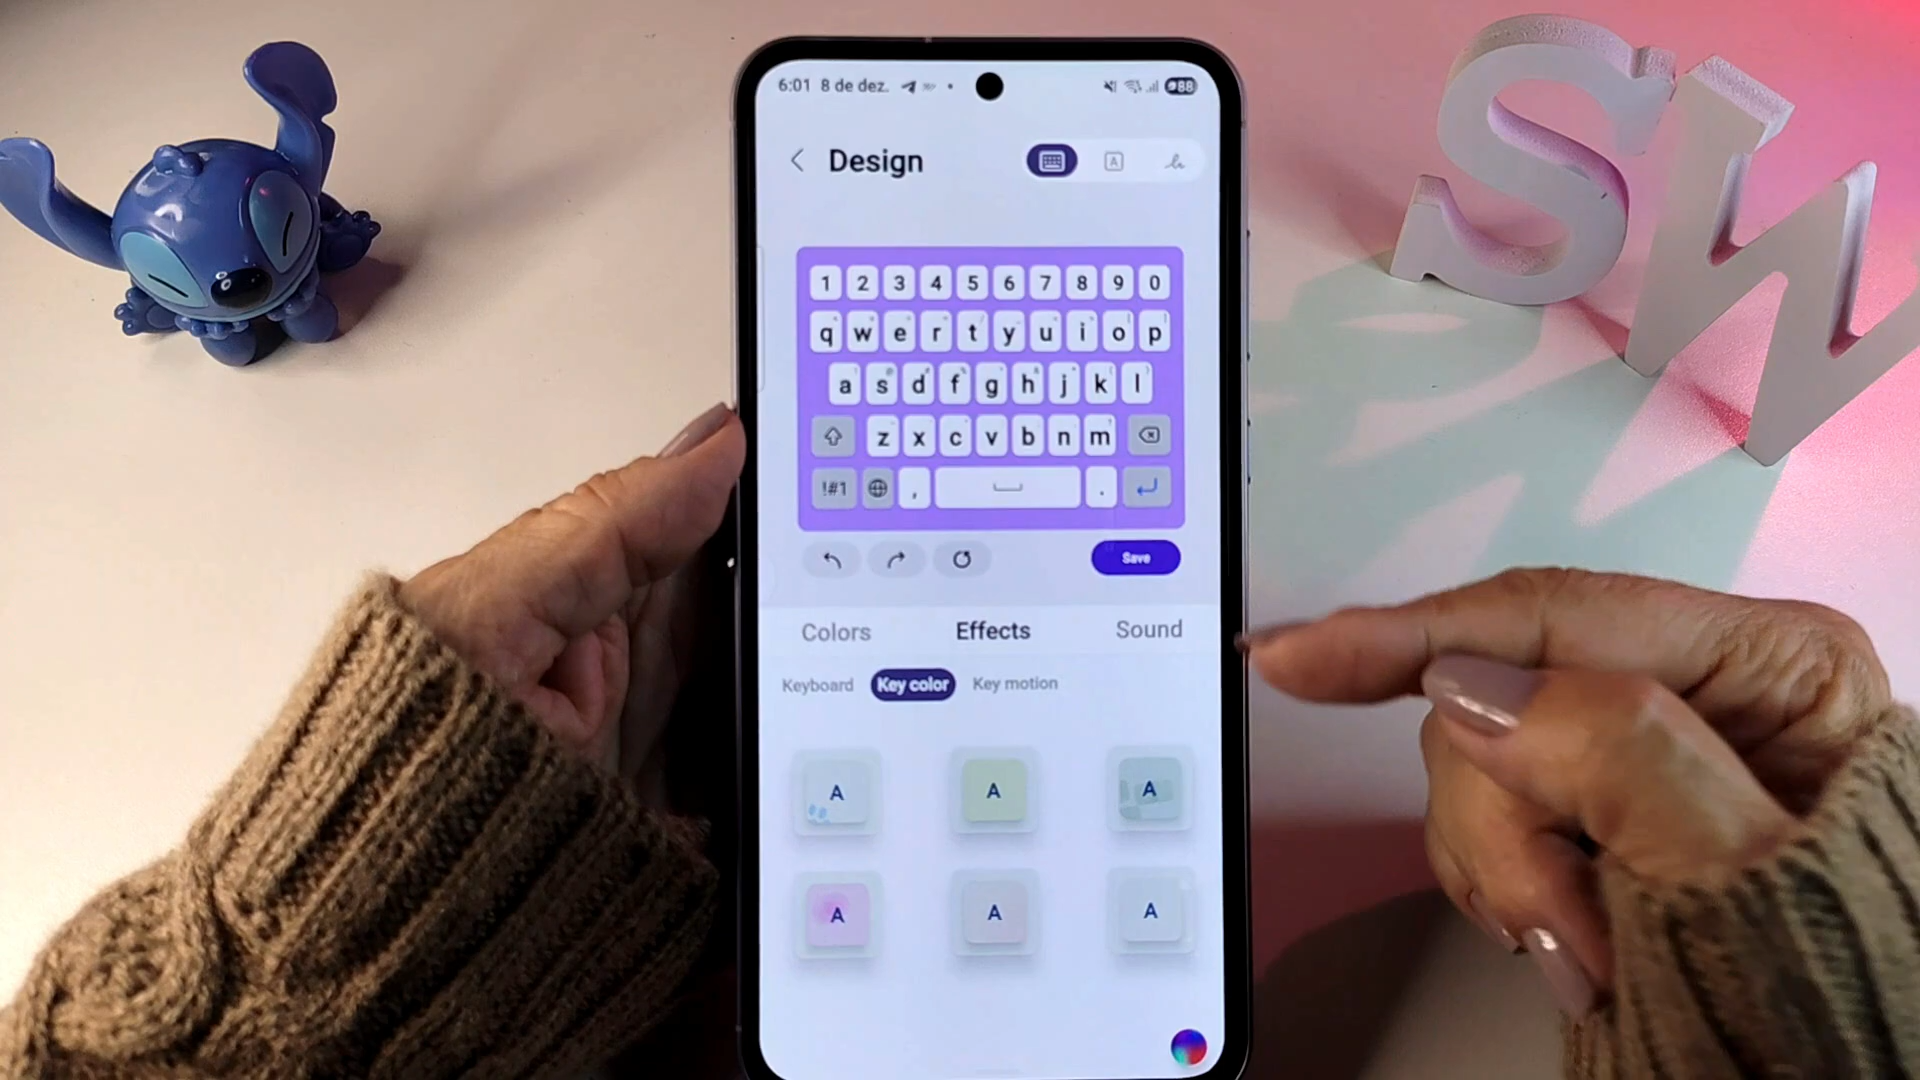 6:01 8 de dez.
88
Design
A
1 2 3 4 5 6 7 8 9 0
q w e r t y u i o p
a s d f g h j k l
z x c v b n m
!#1 , .
Save
Colors Effects Sound
Keyboard Key color Key motion
A A A
A A A
SW